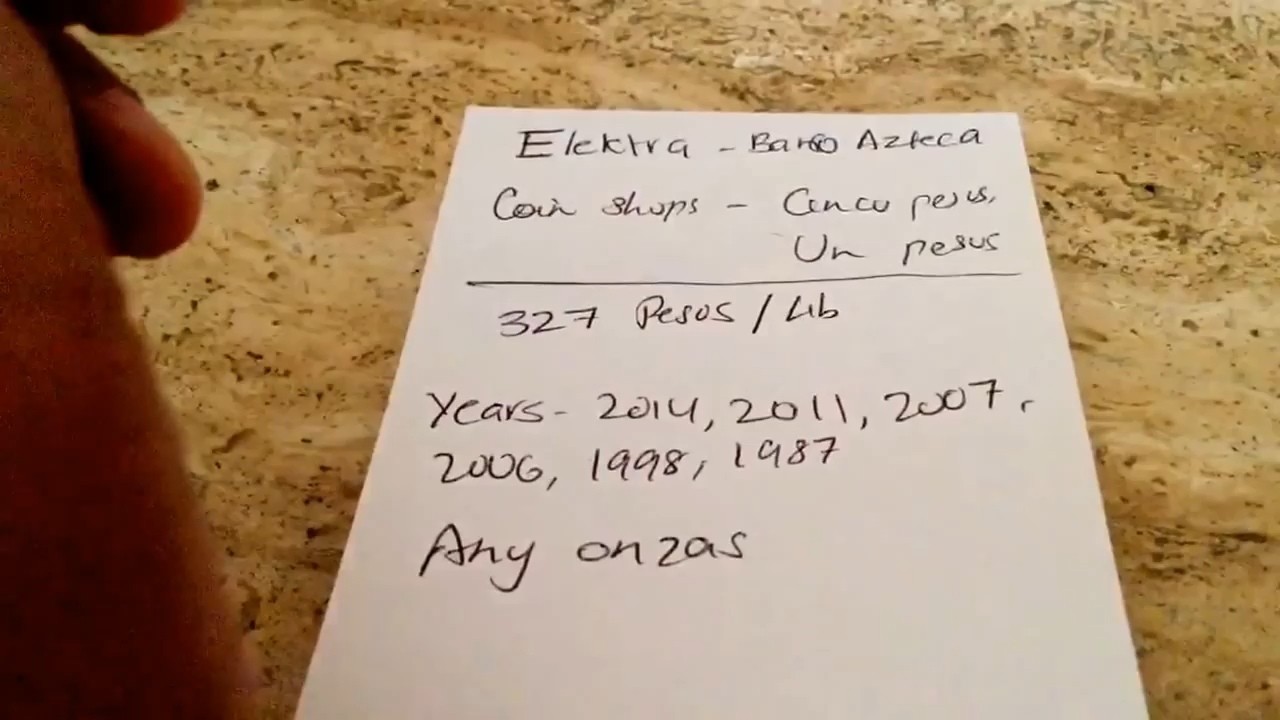 Elektra - Banco Azteca
Coin shops - Cinco pesos,
Un pesos
327 Pesos / Lib
Years - 2014, 2011, 2007,
2006, 1998, 1987
Any onzas